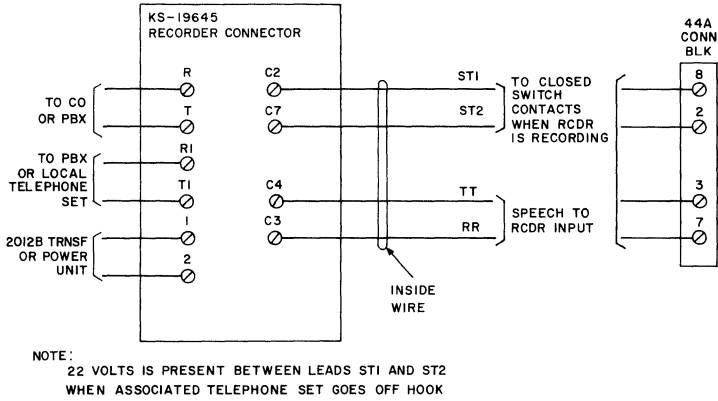 KS-19645
RECORDER CONNECTOR
44A
CONN
BLK
R
C2
ST1
8
TO CO
OR PBX
T
C7
ST2
TO CLOSED
SWITCH
CONTACTS
WHEN RCDR
IS RECORDING
2
R1
TO PBX
OR LOCAL
TELEPHONE
SET
T1
C4
TT
3
1
C3
RR
SPEECH TO
RCDR INPUT
7
2012B TRNSF
OR POWER
UNIT
2
INSIDE
WIRE
NOTE:
22 VOLTS IS PRESENT BETWEEN LEADS ST1 AND ST2
WHEN ASSOCIATED TELEPHONE SET GOES OFF HOOK